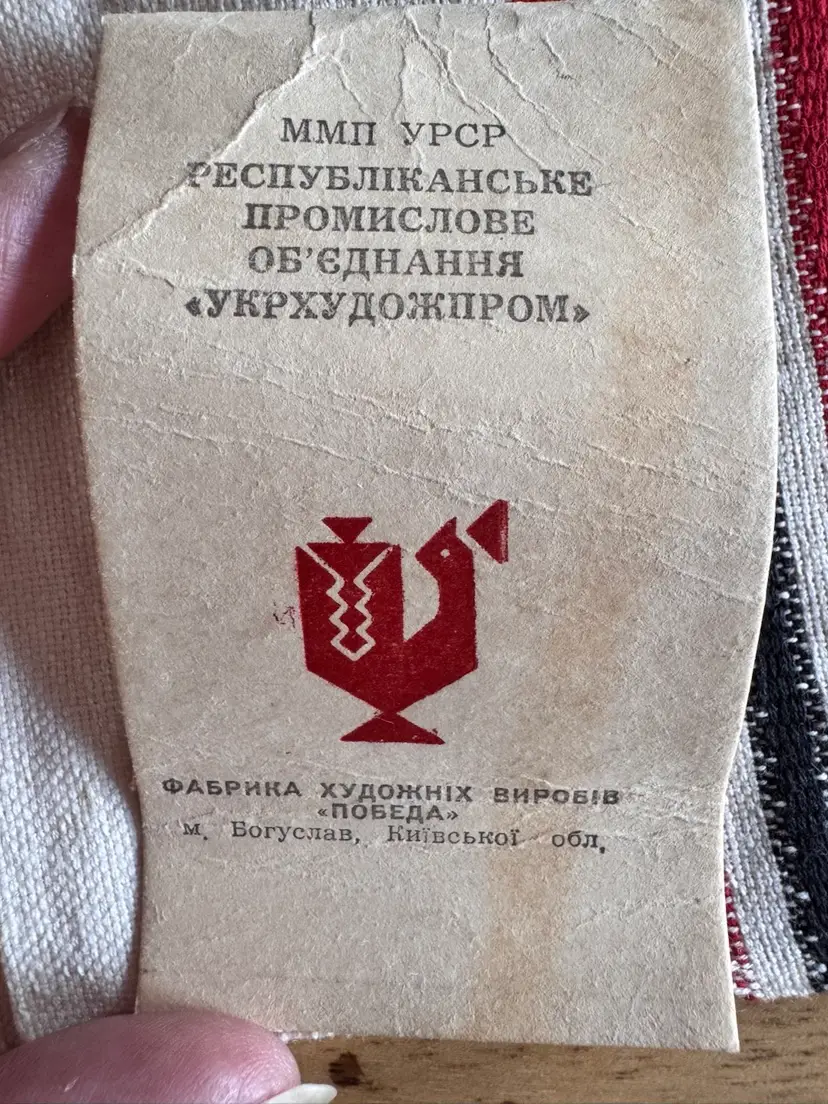 ММП УРСР
РЕСПУБЛІКАНСЬКЕ
ПРОМИСЛОВЕ
ОБ'ЄДНАННЯ
«УКРХУДОЖПРОМ»
ФАБРИКА ХУДОЖНІХ ВИРОБІВ
«ПОБЕДА»
м. Богуслав, Київської обл.